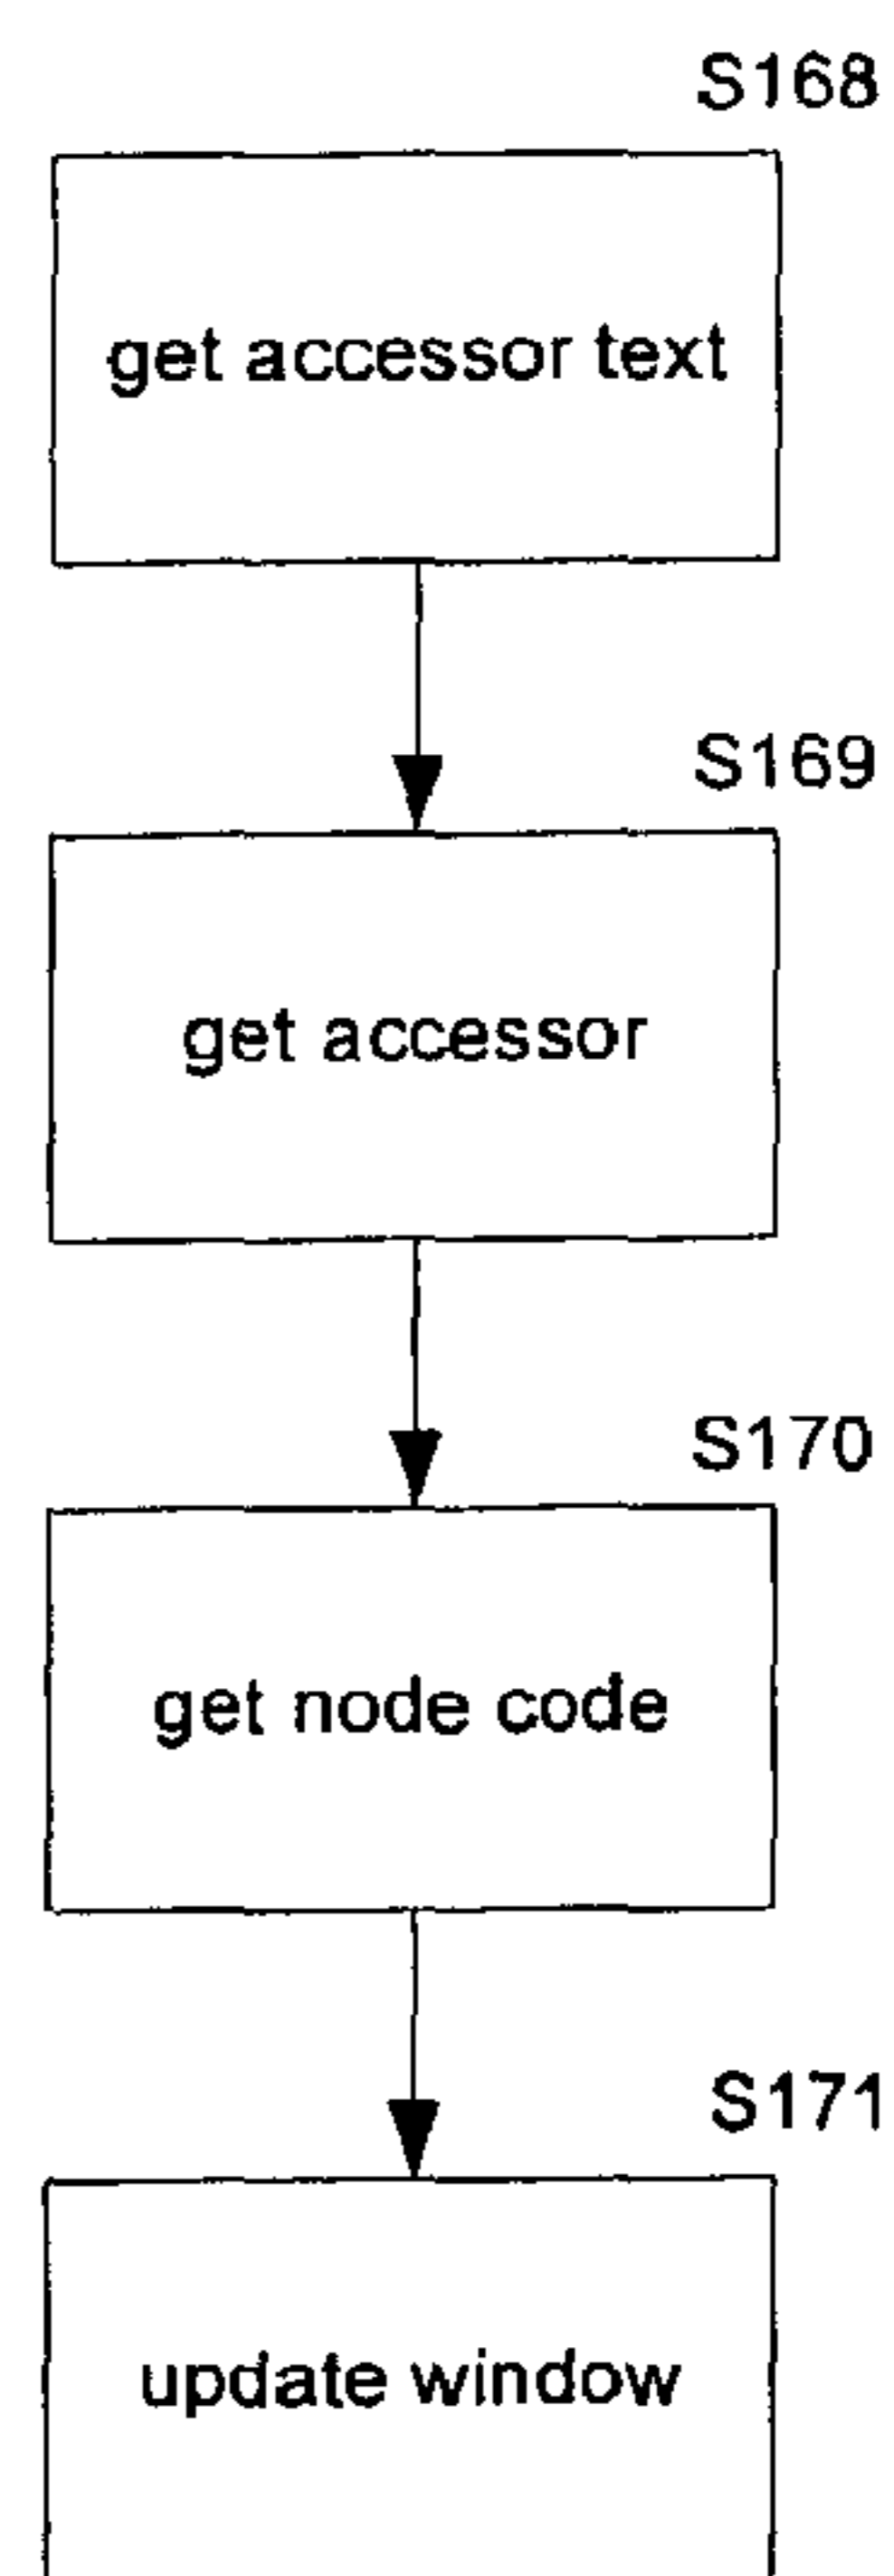 S168
get accessor text
S169
get accessor
S170
get node code
S171
update window